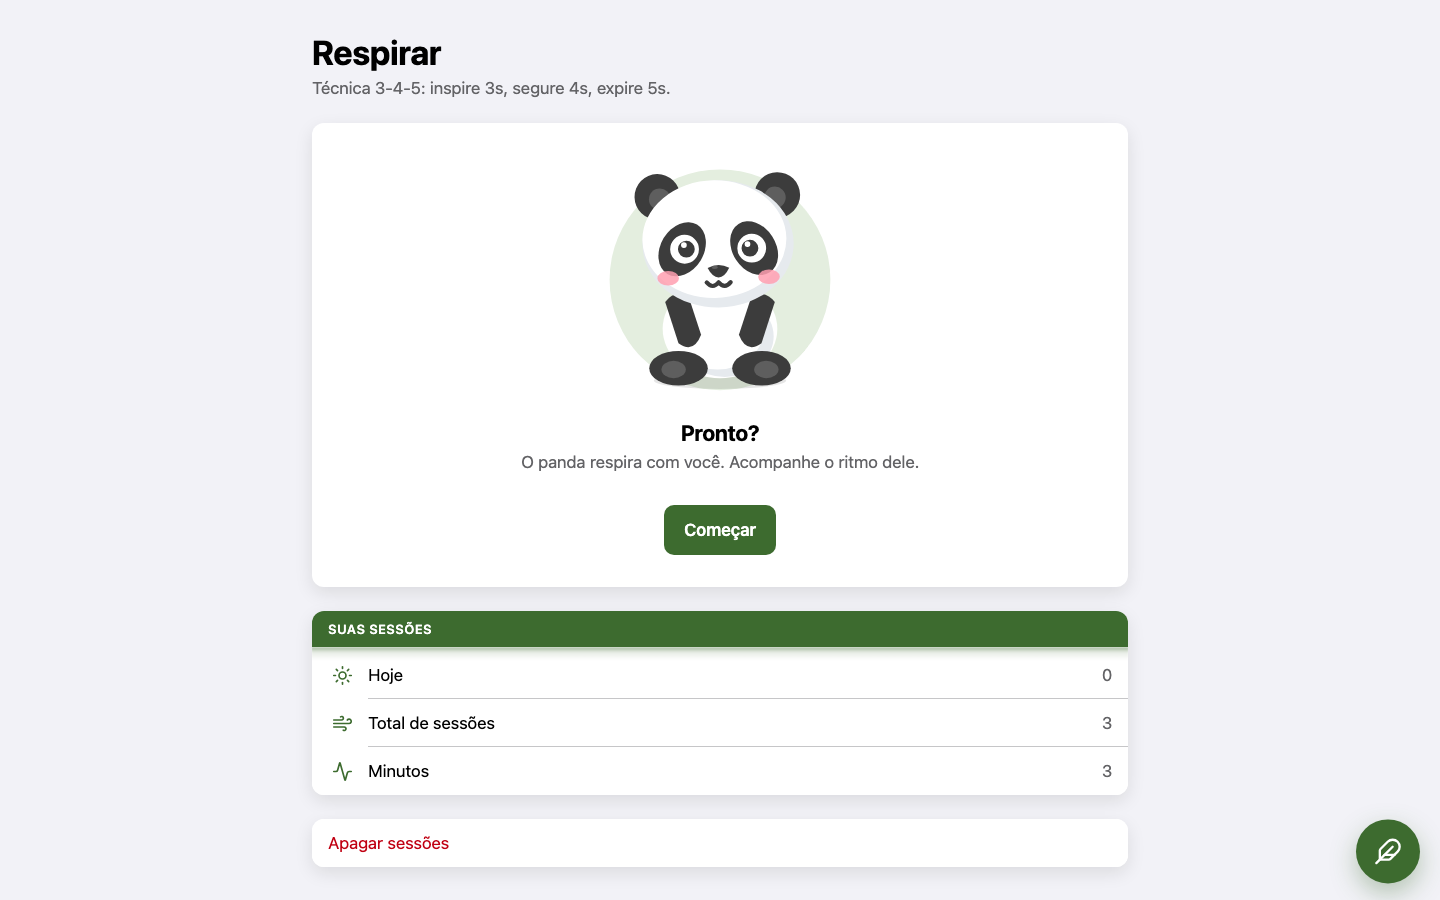 Respirar
Técnica 3-4-5: inspire 3s, segure 4s, expire 5s.
Pronto?
O panda respira com você. Acompanhe o ritmo dele.
Começar
SUAS SESSÕES
Hoje 0
Total de sessões 3
Minutos 3
Apagar sessões